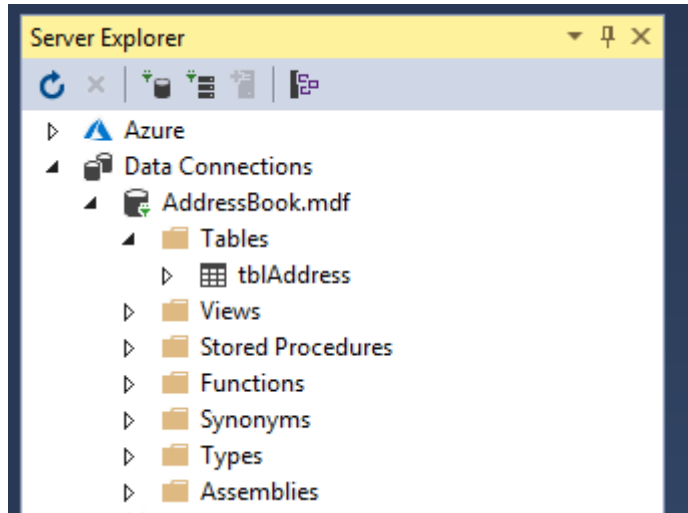 Server Explorer
Azure
Data Connections
AddressBook.mdf
Tables
tblAddress
Views
Stored Procedures
Functions
Synonyms
Types
Assemblies